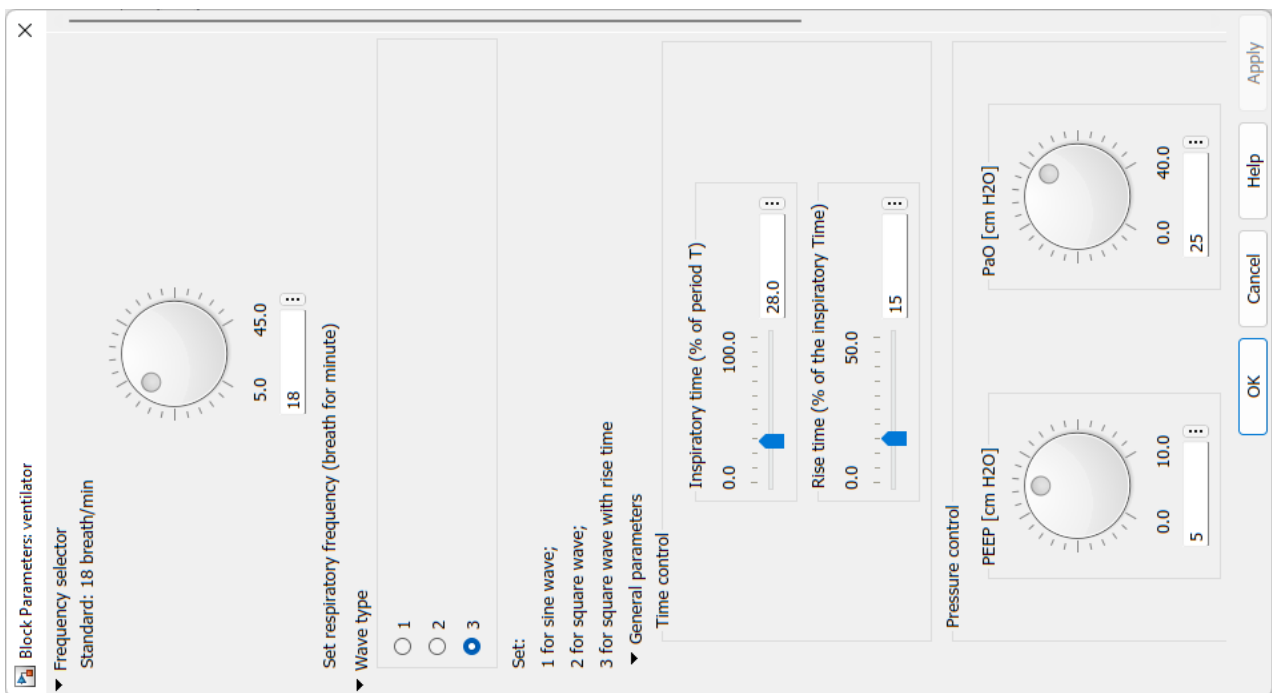 Block Parameters: ventilator
Frequency selector
Standard: 18 breath/min
5.0 45.0
18
Set respiratory frequency (breath for minute)
Wave type
1
2
3
Set:
1 for sine wave;
2 for square wave;
3 for square wave with rise time
General parameters
Time control
Inspiratory time (% of period T)
0.0 100.0
28.0
Rise time (% of the inspiratory Time)
0.0 50.0
15
Pressure control
PEEP [cm H2O]
0.0 10.0
5
PaO [cm H2O]
0.0 40.0
25
OK Cancel Help Apply